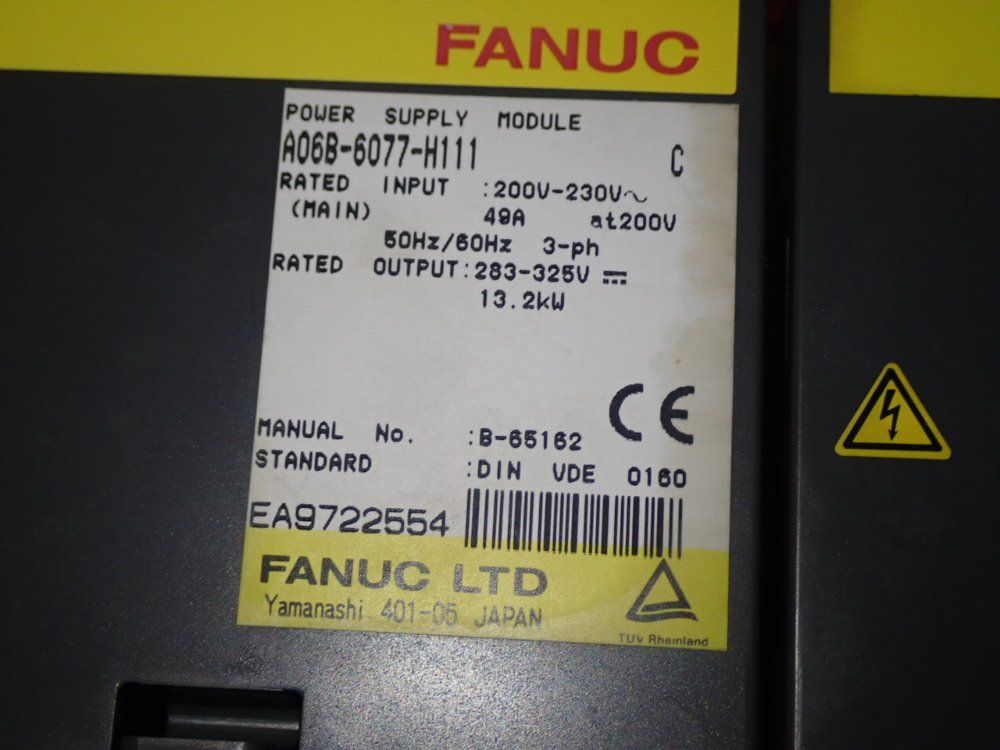 FANUC
POWER SUPPLY MODULE
A06B-6077-H111 C
RATED INPUT :200V-230V~
(MAIN) 49A at200V
50Hz/60Hz 3-ph
RATED OUTPUT:283-325V ⎓
13.2kW
CE
MANUAL No. :B-65162
STANDARD :DIN VDE 0160
EA9722554
FANUC LTD
Yamanashi 401-05 JAPAN
TUV Rheinland